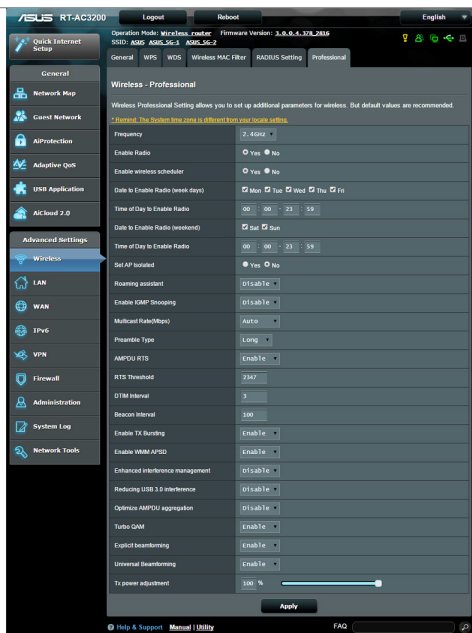 ASUS RT-AC3200 Logout Reboot English
Quick Internet Setup
Operation Mode: Wireless router Firmware Version: 3.0.0.4.378_2816
SSID: ASUS ASUS_5G-1 ASUS_5G-2
General WPS WDS Wireless MAC Filter RADIUS Setting Professional
General
Network Map
Guest Network
AiProtection
Adaptive QoS
USB Application
AiCloud 2.0
Advanced Settings
Wireless
LAN
WAN
IPv6
VPN
Firewall
Administration
System Log
Network Tools
Wireless - Professional
Wireless Professional Setting allows you to set up additional parameters for wireless. But default values are recommended.
* Remind: The System time zone is different from your locale setting.
Frequency 2.4GHz
Enable Radio Yes No
Enable wireless scheduler Yes No
Date to Enable Radio (week days) Mon Tue Wed Thu Fri
Time of Day to Enable Radio 00 : 00 - 23 : 59
Date to Enable Radio (weekend) Sat Sun
Time of Day to Enable Radio 00 : 00 - 23 : 59
Set AP Isolated Yes No
Roaming assistant Disable
Enable IGMP Snooping Disable
Multicast Rate(Mbps) Auto
Preamble Type Long
AMPDU RTS Enable
RTS Threshold 2347
DTIM Interval 3
Beacon Interval 100
Enable TX Bursting Enable
Enable WMM APSD Enable
Enhanced interference management Disable
Reducing USB 3.0 interference Disable
Optimize AMPDU aggregation Disable
Turbo QAM Enable
Explicit beamforming Enable
Universal Beamforming Enable
Tx power adjustment 100 %
Apply
Help & Support Manual | Utility FAQ